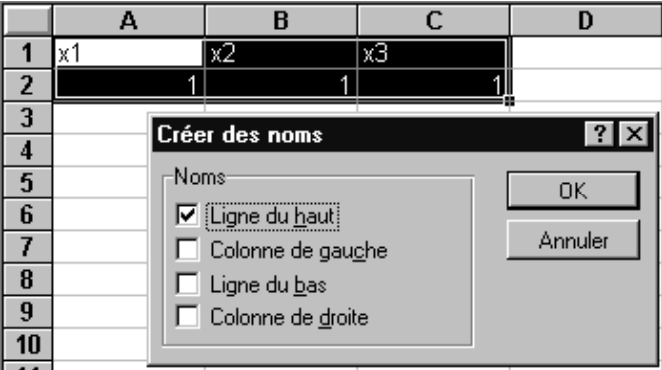 A B C D
1 x1 x2 x3
2 1 1 1
3
Créer des noms ? ×
4
Noms
5 OK
6 Ligne du haut
7 Colonne de gauche Annuler
8 Ligne du bas
9 Colonne de droite
10
11